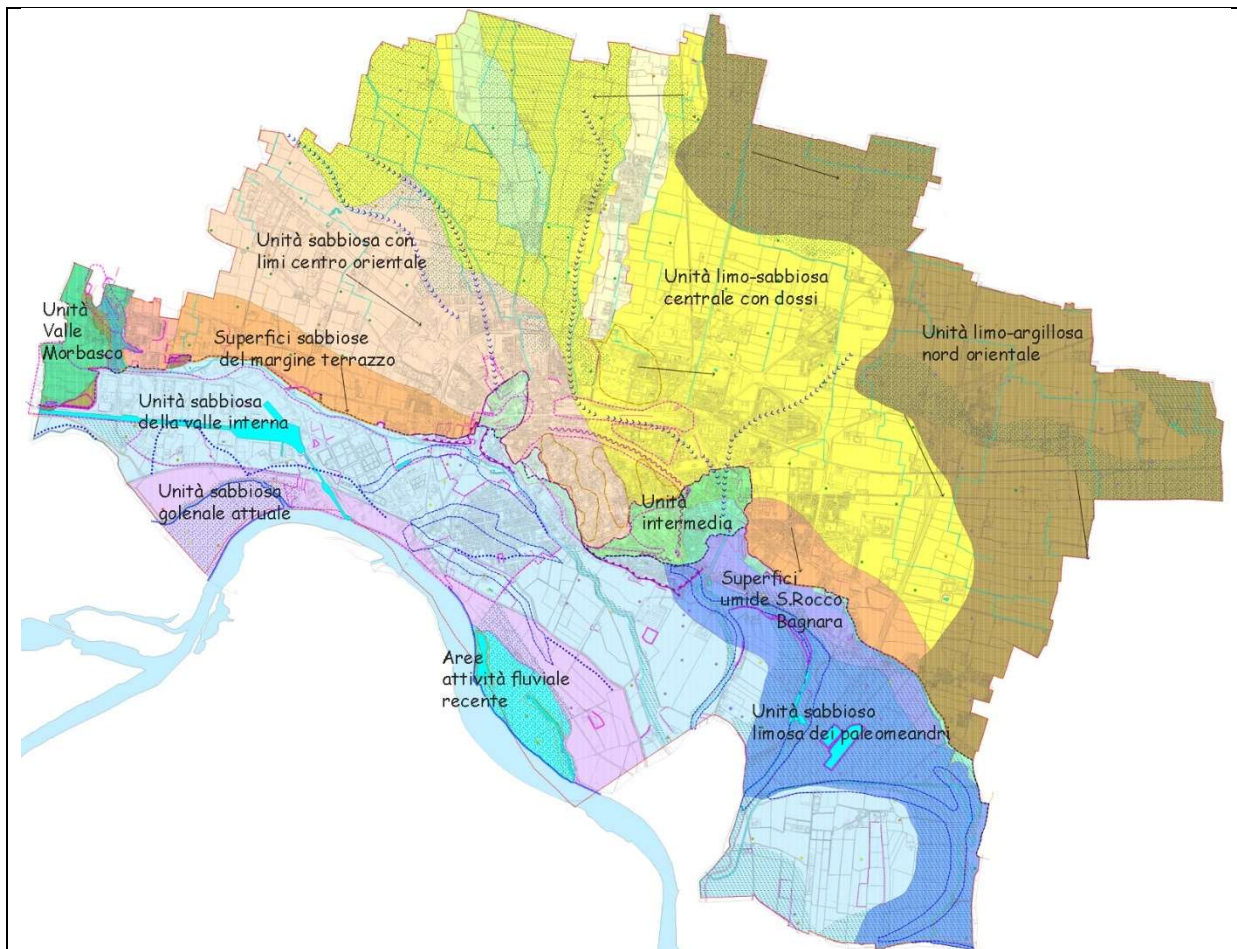 Unità sabbiosa con
limi centro orientale
Unità limo-sabbiosa
centrale con dossi
Unità limo-argillosa
nord orientale
Unità
Valle
Morbasco
Superfici sabbiose
del margine terrazzo
Unità sabbiosa
della valle interna
Unità sabbiosa
golenale attuale
Unità
intermedia
Superfici
umide S.Rocco
Bagnara
Aree
attività fluviale
recente
Unità sabbioso
limosa dei paleomeandri